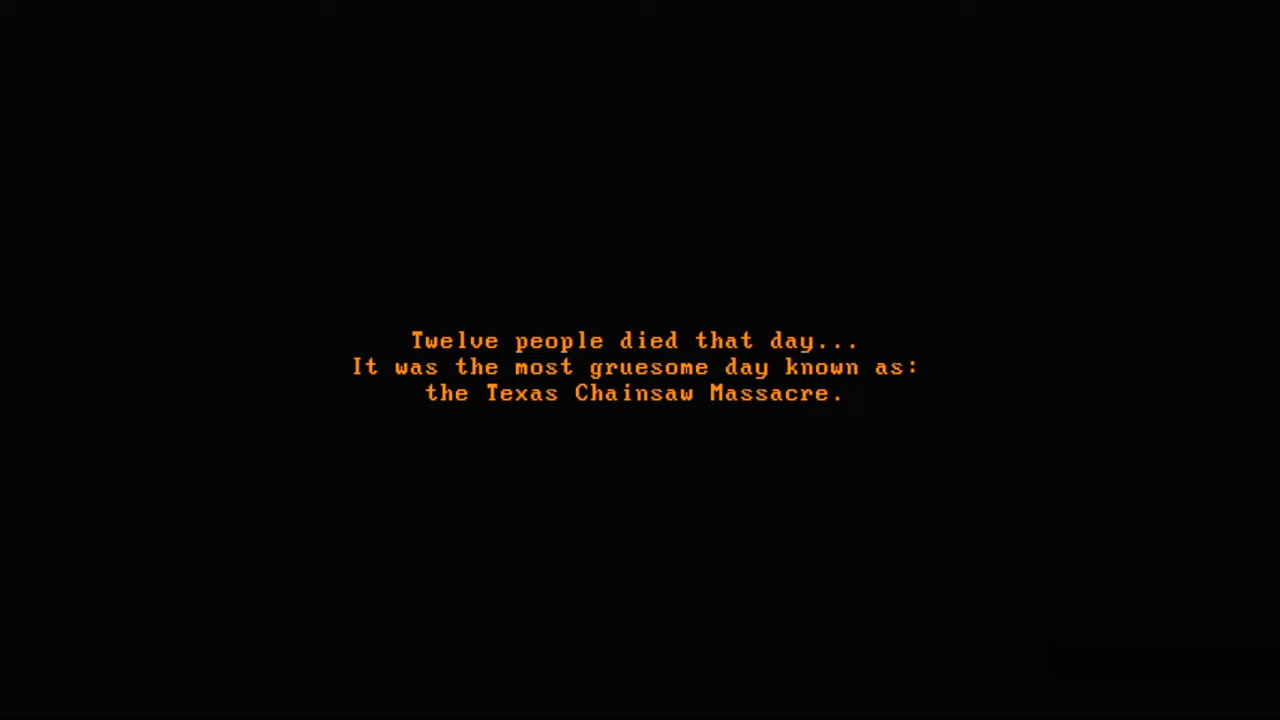 Twelve people died that day...
It was the most gruesome day known as:
the Texas Chainsaw Massacre.